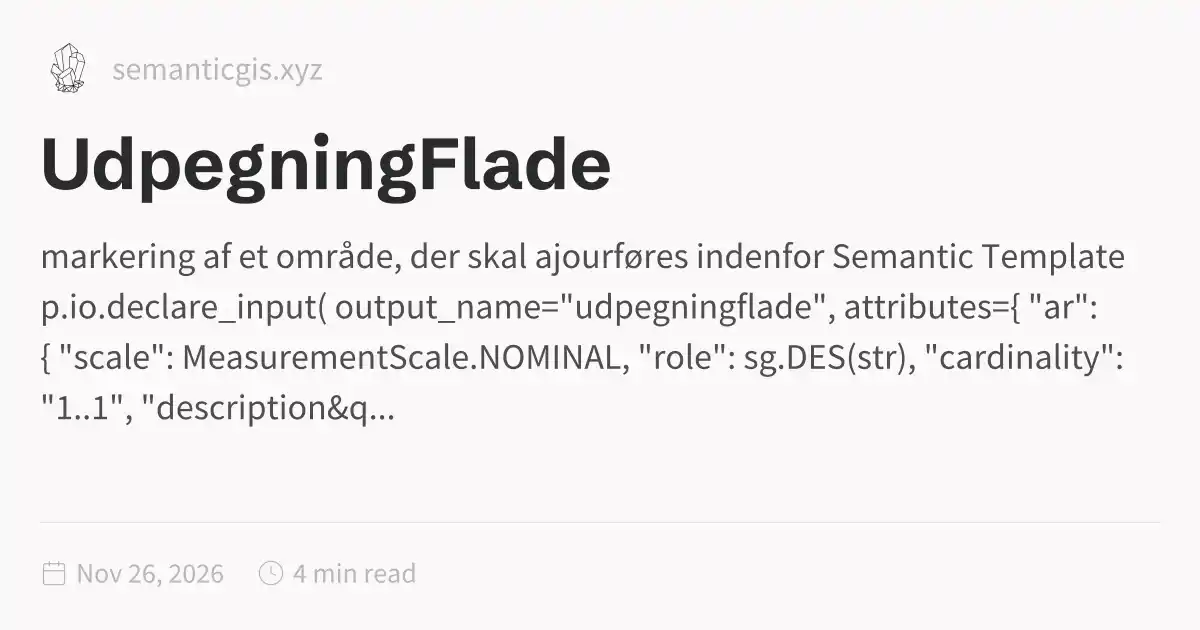 semanticgis.xyz
UdpegningFlade
markering af et område, der skal ajourføres indenfor Semantic Template
p.io.declare_input( output_name="udpegningflade", attributes={ "ar":
{ "scale": MeasurementScale.NOMINAL, "role": sg.DES(str), "cardinality":
"1..1", "description&q...
Nov 26, 2026 4 min read